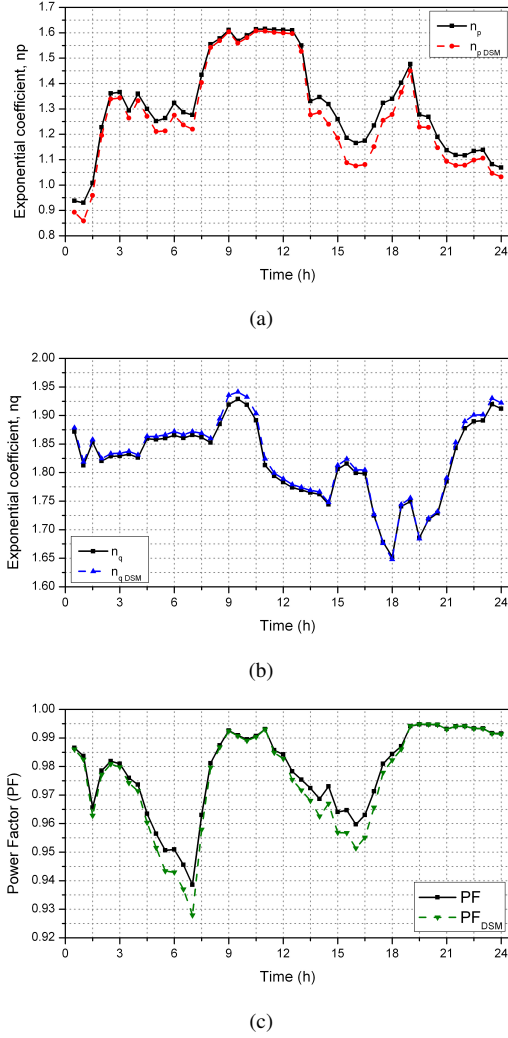 1.7
1.6
1.5
1.4
1.3
1.2
1.1
1.0
0.9
0.8
Exponential coefficient, np
n p
n p DSM
0 3 6 9 12 15 18 21 24
Time (h)
(a)
2.00
1.95
1.90
1.85
1.80
1.75
1.70
1.65
1.60
Exponential coefficient, nq
n q
n q DSM
0 3 6 9 12 15 18 21 24
Time (h)
(b)
1.00
0.99
0.98
0.97
0.96
0.95
0.94
0.93
0.92
Power Factor (PF)
PF
PF DSM
0 3 6 9 12 15 18 21 24
Time (h)
(c)